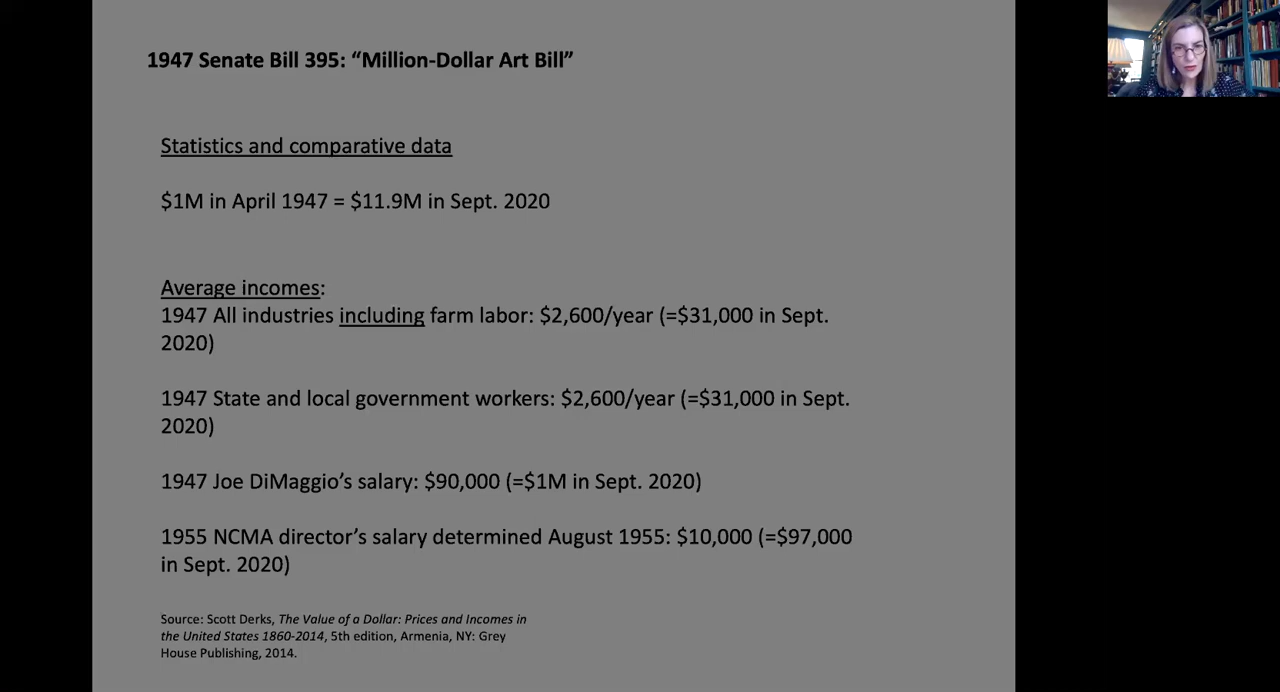 1947 Senate Bill 395: “Million-Dollar Art Bill”
Statistics and comparative data
$1M in April 1947 = $11.9M in Sept. 2020
Average incomes:
1947 All industries including farm labor: $2,600/year (=$31,000 in Sept.
2020)
1947 State and local government workers: $2,600/year (=$31,000 in Sept.
2020)
1947 Joe DiMaggio’s salary: $90,000 (=$1M in Sept. 2020)
1955 NCMA director’s salary determined August 1955: $10,000 (=$97,000
in Sept. 2020)
Source: Scott Derks, The Value of a Dollar: Prices and Incomes in
the United States 1860-2014, 5th edition, Armenia, NY: Grey
House Publishing, 2014.